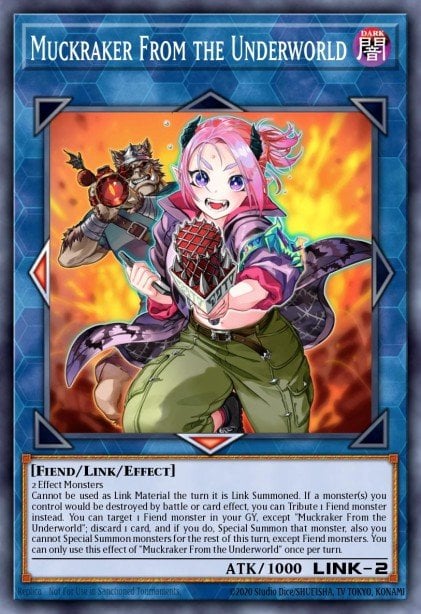 MUCKRAKER FROM THE UNDERWORLD
DARK
闇
[FIEND/LINK/EFFECT]
2 Effect Monsters
Cannot be used as Link Material the turn it is Link Summoned. If a monster(s) you
control would be destroyed by battle or card effect, you can Tribute 1 Fiend monster
instead. You can target 1 Fiend monster in your GY, except "Muckraker From the
Underworld"; discard 1 card, and if you do, Special Summon that monster, also you
cannot Special Summon monsters for the rest of this turn, except Fiend monsters. You
can only use this effect of "Muckraker From the Underworld" once per turn.
ATK/1000 LINK-2
Replica - Not For Use in Sanctioned Tornaments ©2020 Studio Dice/SHUEISHA, TV TOKYO, KONAMI